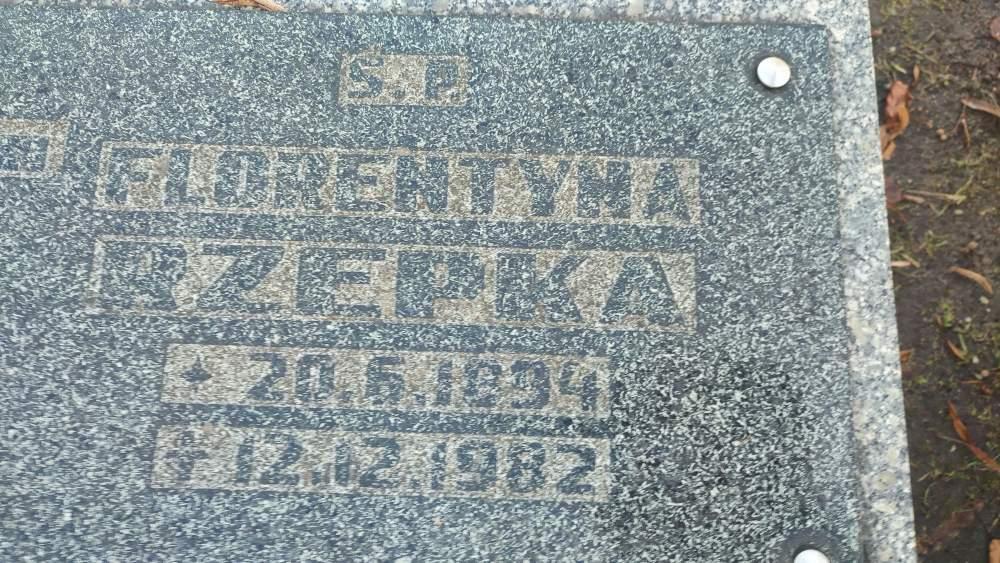 Ś.P.
FLORENTYNA
RZEPKA
20.6.1894
12.12.1982